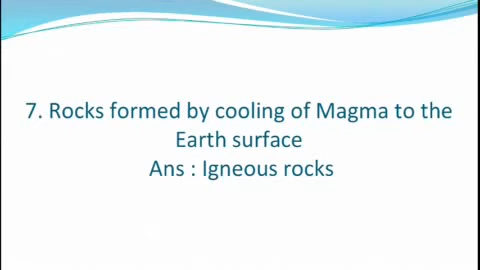 7. Rocks formed by cooling of Magma to the
Earth surface
Ans : Igneous rocks